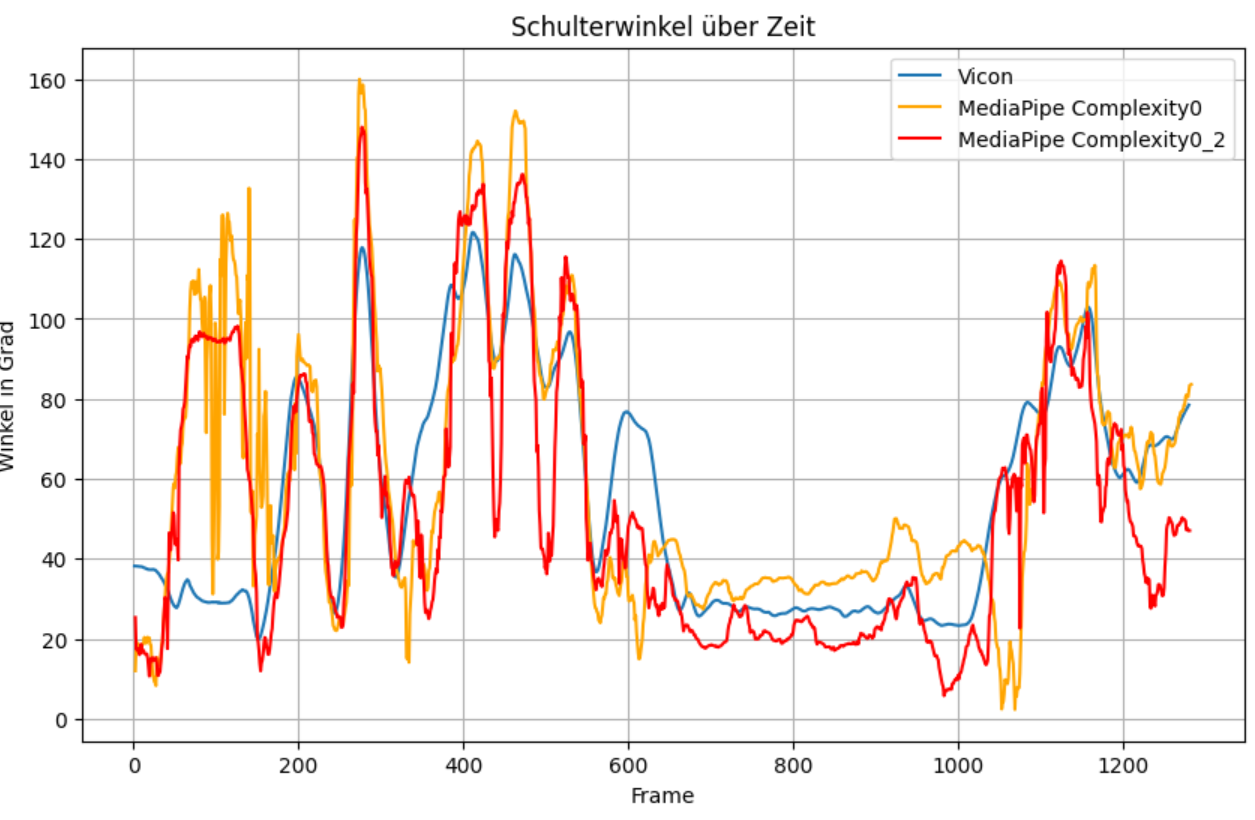 Schulterwinkel über Zeit
Vicon
MediaPipe Complexity0
MediaPipe Complexity0_2
Winkel in Grad
160
140
120
100
80
60
40
20
0
0 200 400 600 800 1000 1200
Frame